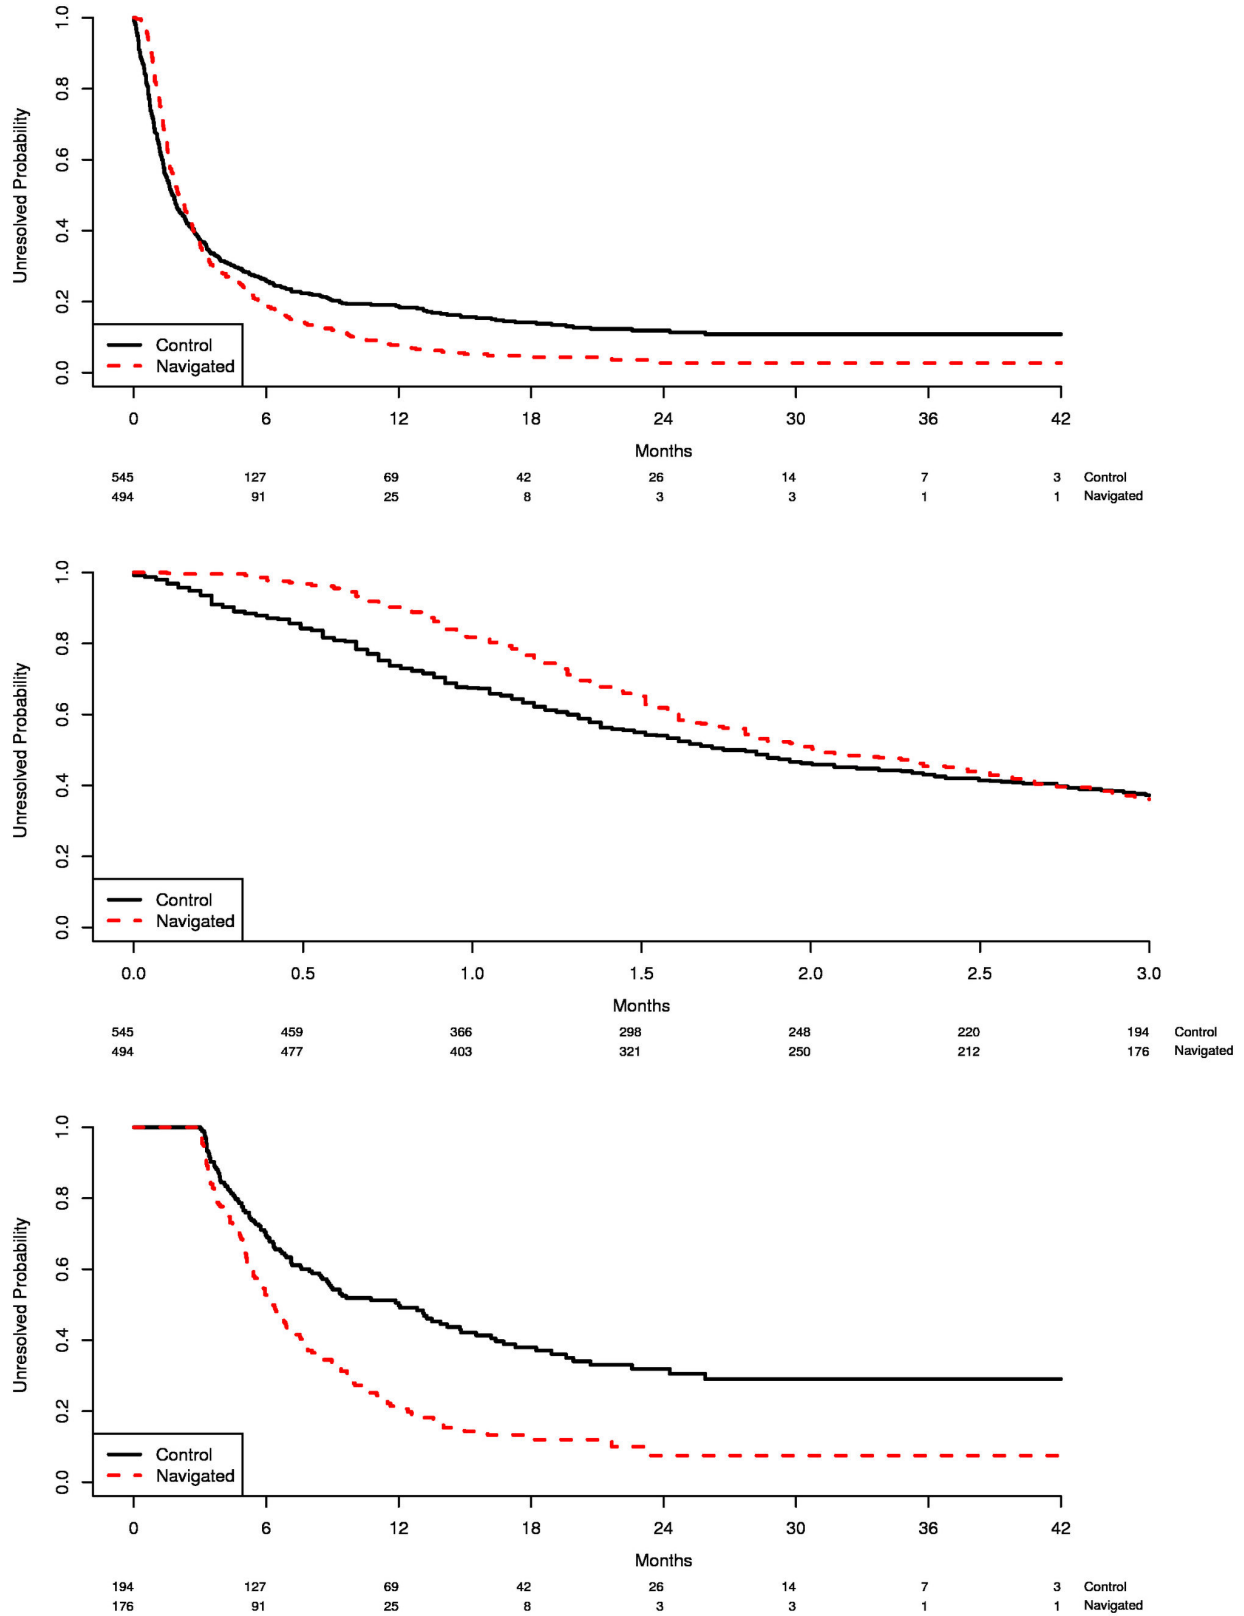 Unresolved Probability
1.0
0.8
0.6
0.4
0.2
0.0
Control
Navigated
0 6 12 18 24 30 36 42
Months
545 127 69 42 26 14 7 3 Control
494 91 25 8 3 3 1 1 Navigated
Unresolved Probability
1.0
0.8
0.6
0.4
0.2
0.0
Control
Navigated
0.0 0.5 1.0 1.5 2.0 2.5 3.0
Months
545 459 366 298 248 220 194 Control
494 477 403 321 250 212 176 Navigated
Unresolved Probability
1.0
0.8
0.6
0.4
0.2
0.0
Control
Navigated
0 6 12 18 24 30 36 42
Months
194 127 69 42 26 14 7 3 Control
176 91 25 8 3 3 1 1 Navigated